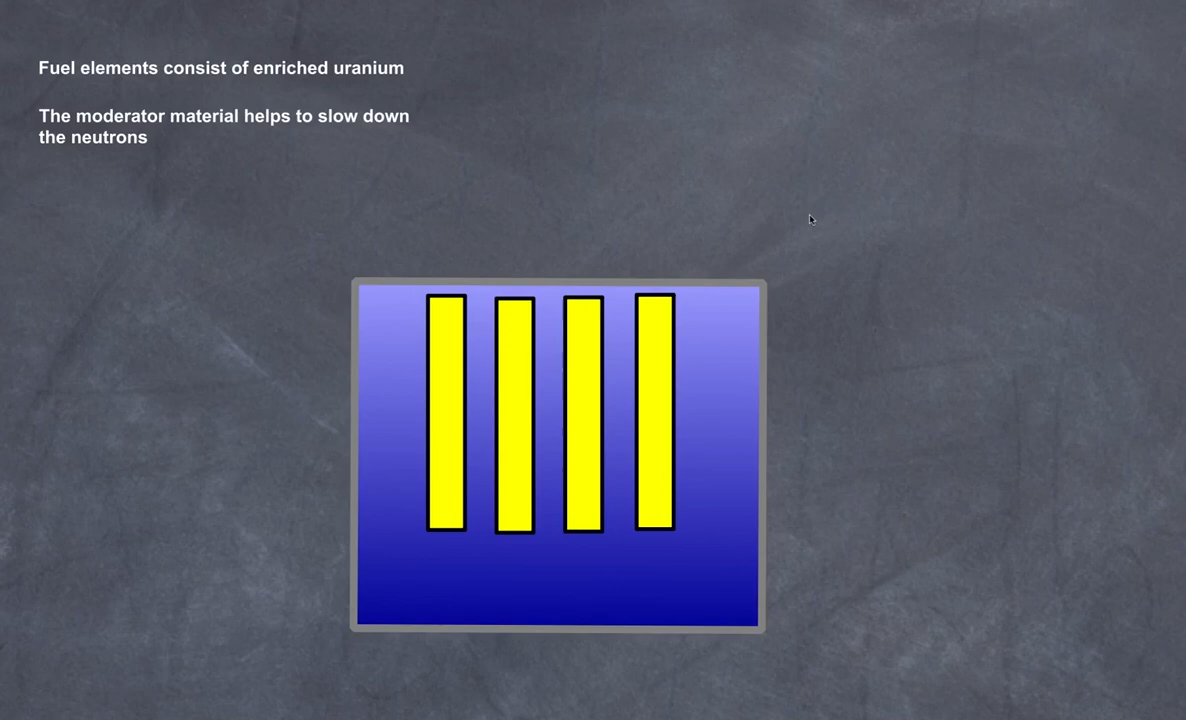 Fuel elements consist of enriched uranium
The moderator material helps to slow down
the neutrons